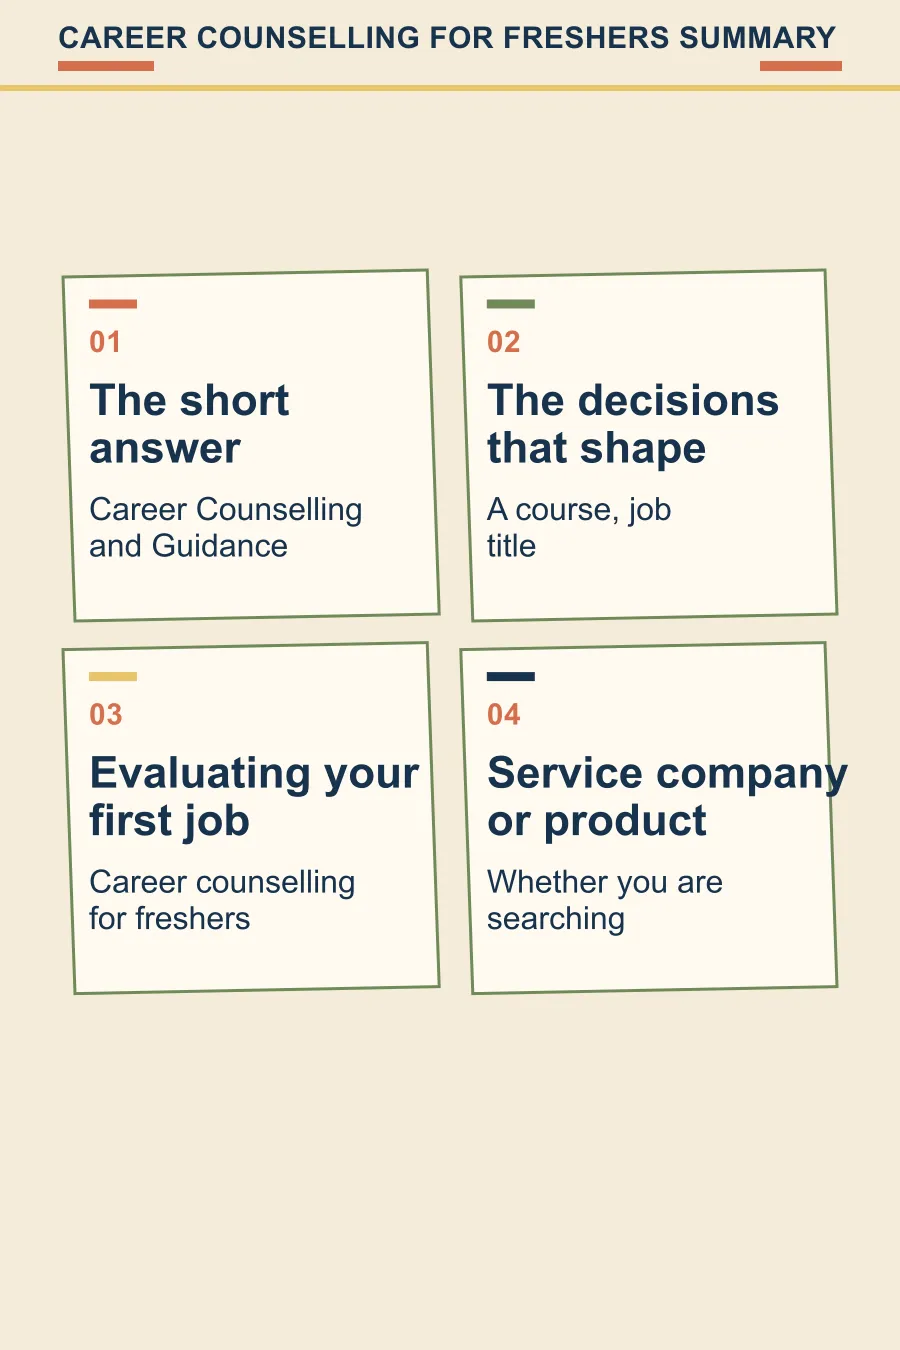 CAREER COUNSELLING FOR FRESHERS SUMMARY
01
The short
answer
Career Counselling
and Guidance
02
The decisions
that shape
A course, job
title
03
Evaluating your
first job
Career counselling
for freshers
04
Service company
or product
Whether you are
searching